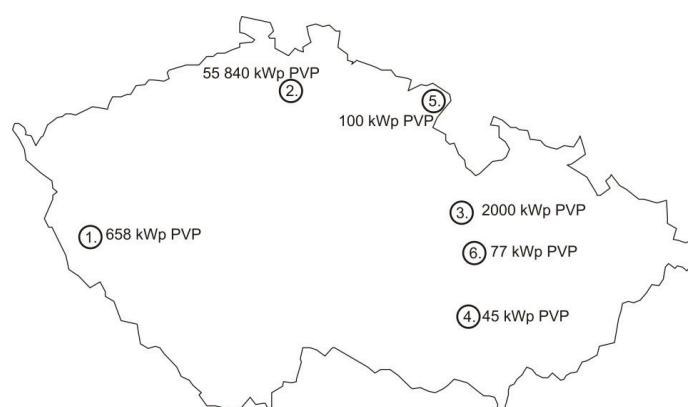 55 840 kWp PVP
2.
5.
100 kWp PVP
3. 2000 kWp PVP
1. 658 kWp PVP
6. 77 kWp PVP
4. 45 kWp PVP